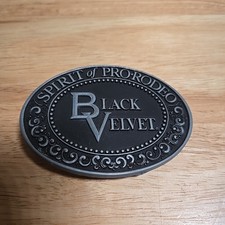 SPIRIT of PRORODEO
BLACK
VELVET